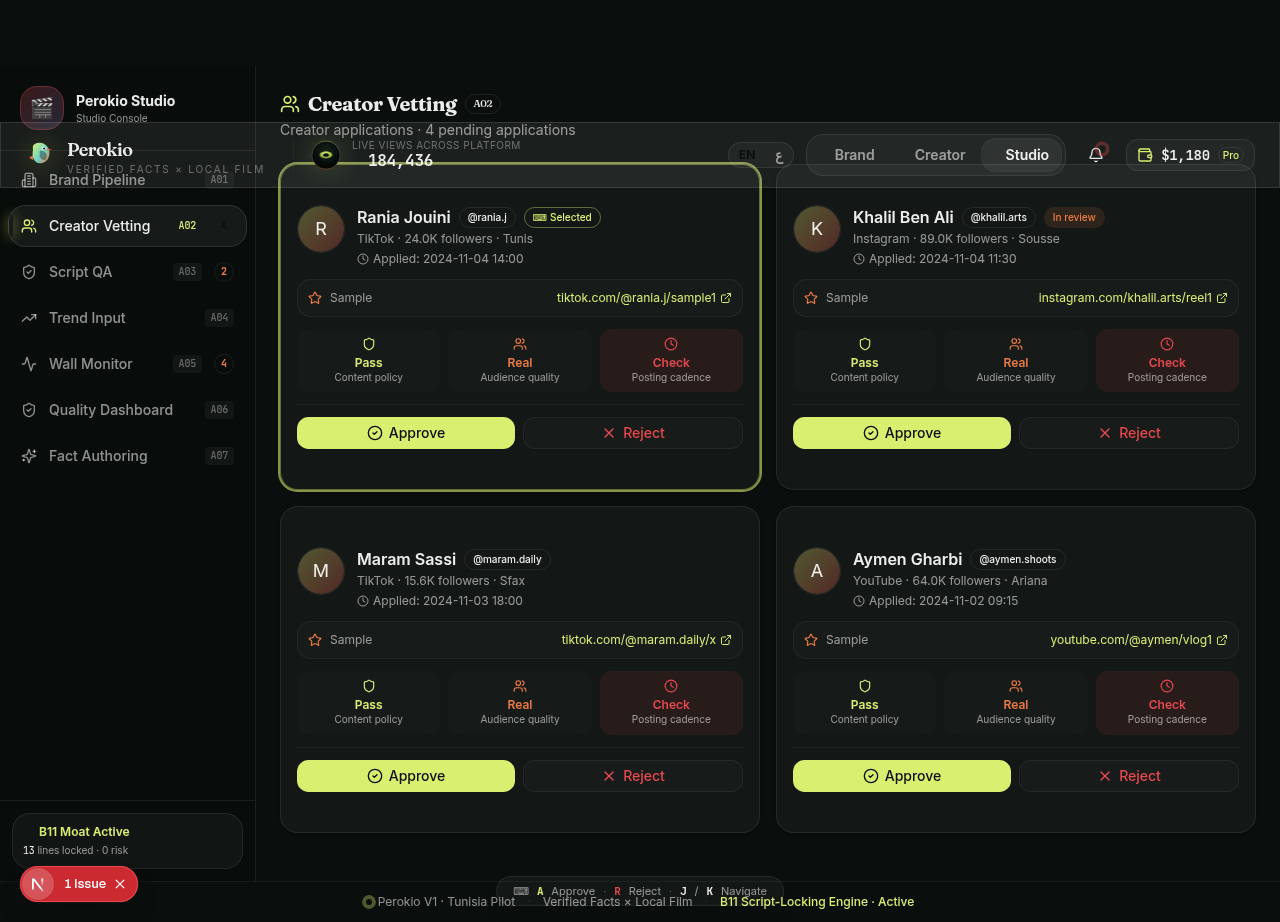 Perokio Studio
Studio Console
Creator Vetting A02
Creator applications · 4 pending applications
Perokio
VERIFIED FACTS × LOCAL FILM
LIVE VIEWS ACROSS PLATFORM
184,436
EN ع
Brand Creator Studio
$1,180 Pro
Brand Pipeline A01
Creator Vetting A02 4
Script QA A03 2
Trend Input A04
Wall Monitor A05 4
Quality Dashboard A06
Fact Authoring A07
R
Rania Jouini @rania.j ⌨ Selected
TikTok · 24.0K followers · Tunis
Applied: 2024-11-04 14:00
Sample tiktok.com/@rania.j/sample1
Pass Real Check
Content policy Audience quality Posting cadence
Approve Reject
K
Khalil Ben Ali @khalil.arts In review
Instagram · 89.0K followers · Sousse
Applied: 2024-11-04 11:30
Sample instagram.com/khalil.arts/reel1
Pass Real Check
Content policy Audience quality Posting cadence
Approve Reject
M
Maram Sassi @maram.daily
TikTok · 15.6K followers · Sfax
Applied: 2024-11-03 18:00
Sample tiktok.com/@maram.daily/x
Pass Real Check
Content policy Audience quality Posting cadence
Approve Reject
A
Aymen Gharbi @aymen.shoots
YouTube · 64.0K followers · Ariana
Applied: 2024-11-02 09:15
Sample youtube.com/@aymen/vlog1
Pass Real Check
Content policy Audience quality Posting cadence
Approve Reject
B11 Moat Active
13 lines locked · 0 risk
N 1 Issue
⌨ A Approve · R Reject · J / K Navigate
Perokio V1 · Tunisia Pilot · Verified Facts × Local Film · B11 Script-Locking Engine · Active